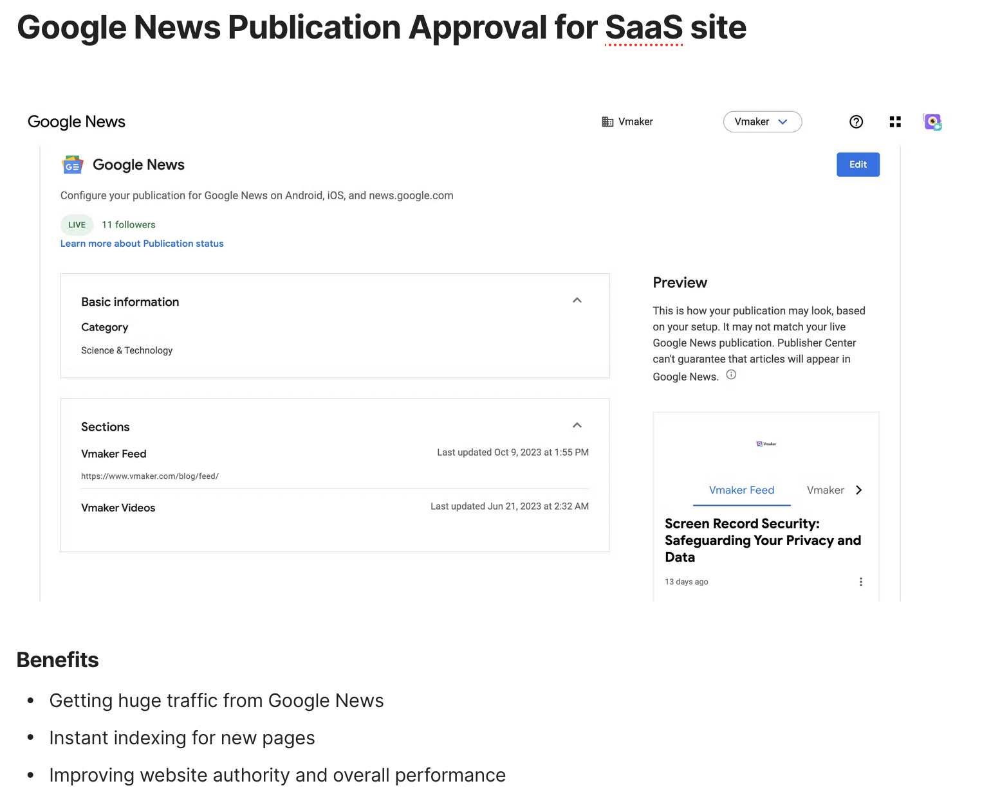 Google News Publication Approval for SaaS site
Google News
Vmaker
Vmaker
Google News
Edit
Configure your publication for Google News on Android, iOS, and news.google.com
LIVE
11 followers
Learn more about Publication status
Basic information
Category
Science & Technology
Sections
Vmaker Feed
Last updated Oct 9, 2023 at 1:55 PM
https://www.vmaker.com/blog/feed/
Vmaker Videos
Last updated Jun 21, 2023 at 2:32 AM
Preview
This is how your publication may look, based
on your setup. It may not match your live
Google News publication. Publisher Center
can't guarantee that articles will appear in
Google News.
Vmaker
Vmaker Feed
Vmaker
Screen Record Security:
Safeguarding Your Privacy and
Data
13 days ago
Benefits
• Getting huge traffic from Google News
• Instant indexing for new pages
• Improving website authority and overall performance